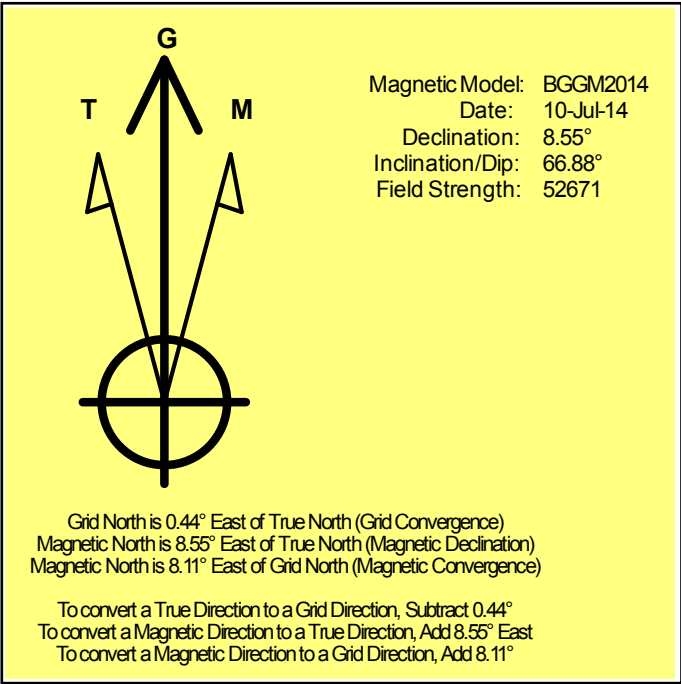 G
T M
Magnetic Model: BGGM2014
Date: 10-Jul-14
Declination: 8.55°
Inclination/Dip: 66.88°
Field Strength: 52671
Grid North is 0.44° East of True North (Grid Convergence)
Magnetic North is 8.55° East of True North (Magnetic Declination)
Magnetic North is 8.11° East of Grid North (Magnetic Convergence)
To convert a True Direction to a Grid Direction, Subtract 0.44°
To convert a Magnetic Direction to a True Direction, Add 8.55° East
To convert a Magnetic Direction to a Grid Direction, Add 8.11°